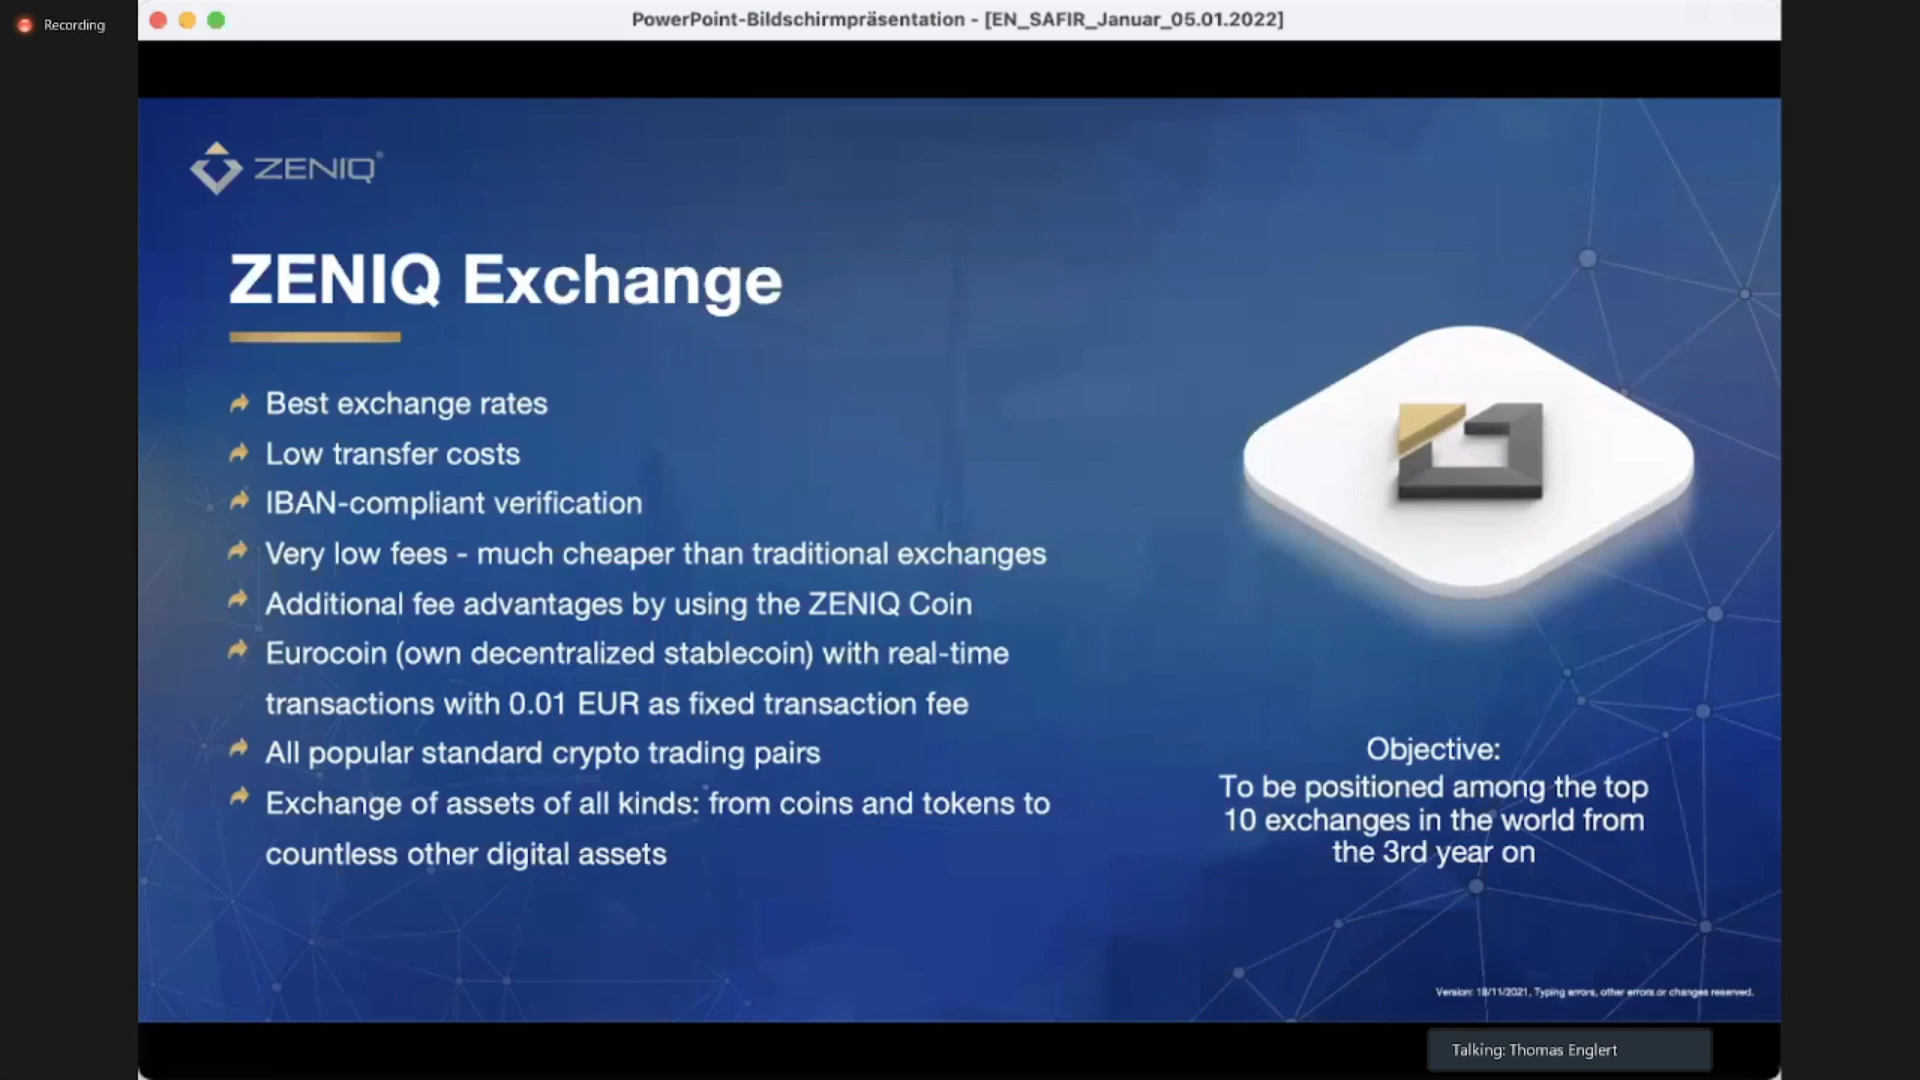 Recording
PowerPoint-Bildschirmpräsentation - [EN_SAFIR_Januar_05.01.2022]
ZENIQ®
ZENIQ Exchange
Best exchange rates
Low transfer costs
IBAN-compliant verification
Very low fees - much cheaper than traditional exchanges
Additional fee advantages by using the ZENIQ Coin
Eurocoin (own decentralized stablecoin) with real-time
transactions with 0.01 EUR as fixed transaction fee
All popular standard crypto trading pairs
Exchange of assets of all kinds: from coins and tokens to
countless other digital assets
Objective:
To be positioned among the top
10 exchanges in the world from
the 3rd year on
Version: 18/11/2021, Typing errors, other errors or changes reserved.
Talking: Thomas Englert